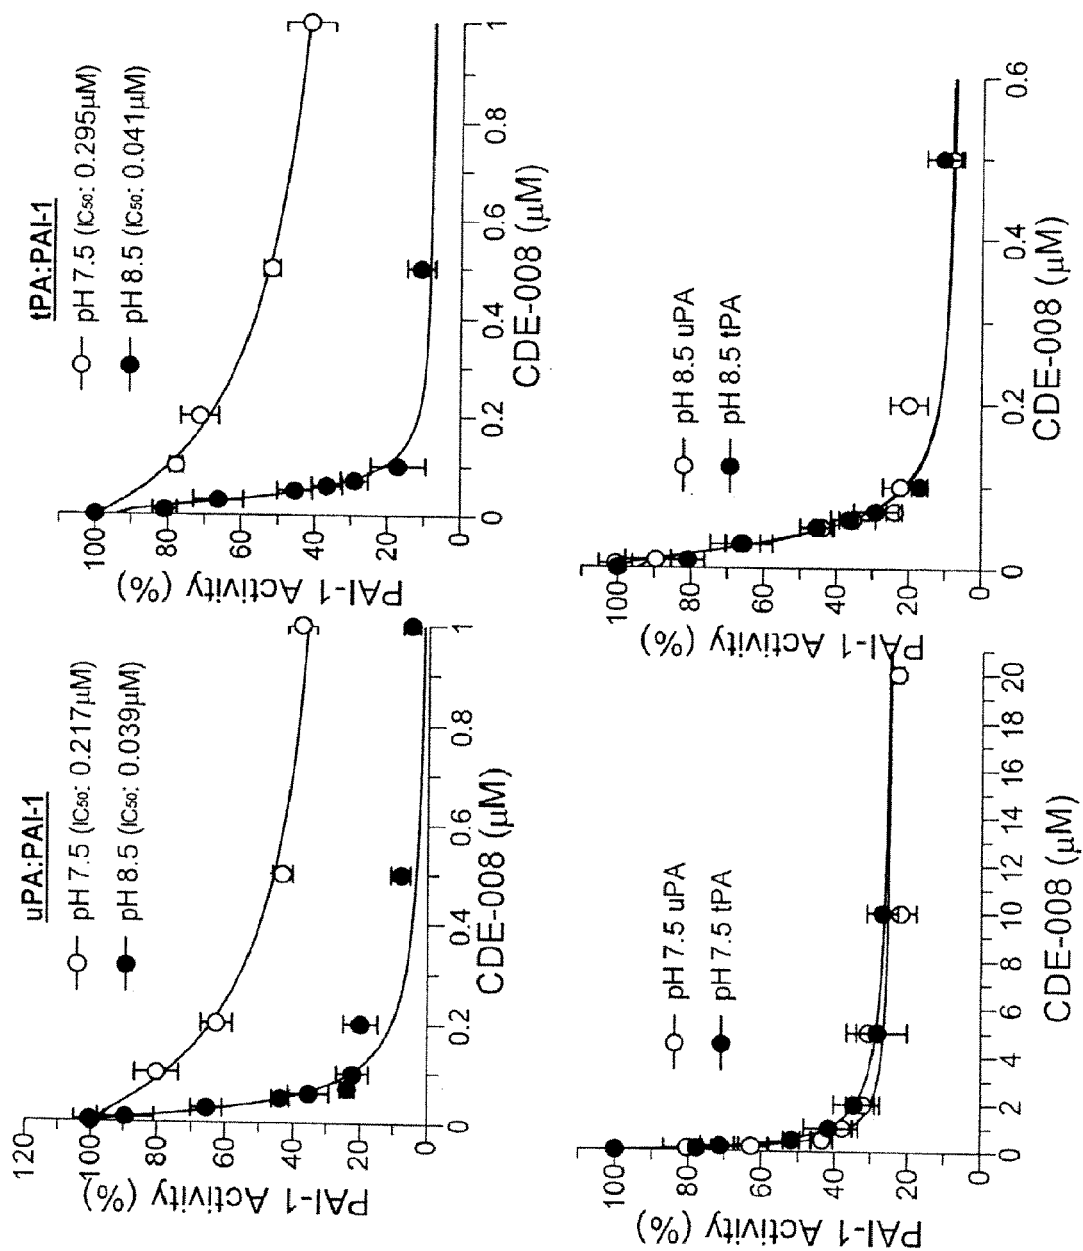 uPA:PAI-1
pH 7.5 (IC50: 0.217μM)
pH 8.5 (IC50: 0.039μM)
120
100
80
60
40
20
0
PAI-1 Activity (%)
0
0.2
0.4
0.6
0.8
1
CDE-008 (μM)
tPA:PAI-1
pH 7.5 (IC50: 0.295μM)
pH 8.5 (IC50: 0.041μM)
100
80
60
40
20
0
PAI-1 Activity (%)
0
0.2
0.4
0.6
0.8
1
CDE-008 (μM)
pH 7.5 uPA
pH 7.5 tPA
100
80
60
40
20
0
PAI-1 Activity (%)
0
2
4
6
8
10
12
14
16
18
20
CDE-008 (μM)
pH 8.5 uPA
pH 8.5 tPA
100
80
60
40
20
0
PAI-1 Activity (%)
0
0.2
0.4
0.6
CDE-008 (μM)